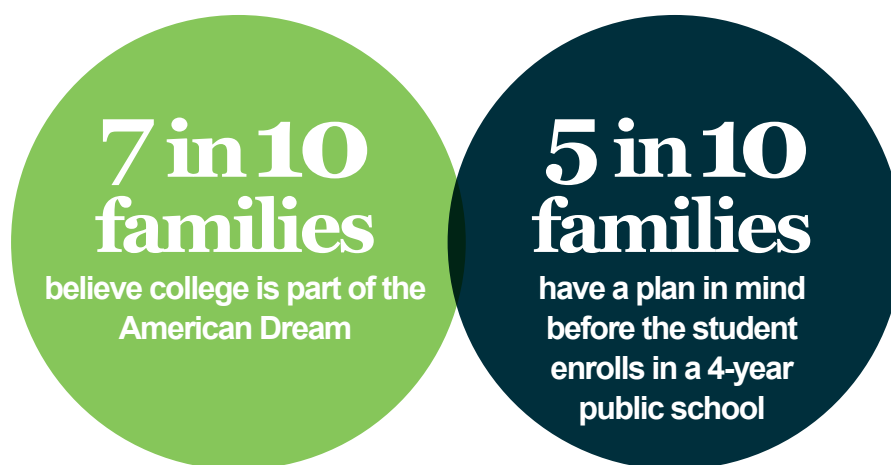 7 in 10
families
believe college is part of the
American Dream
5 in 10
families
have a plan in mind
before the student
enrolls in a 4-year
public school